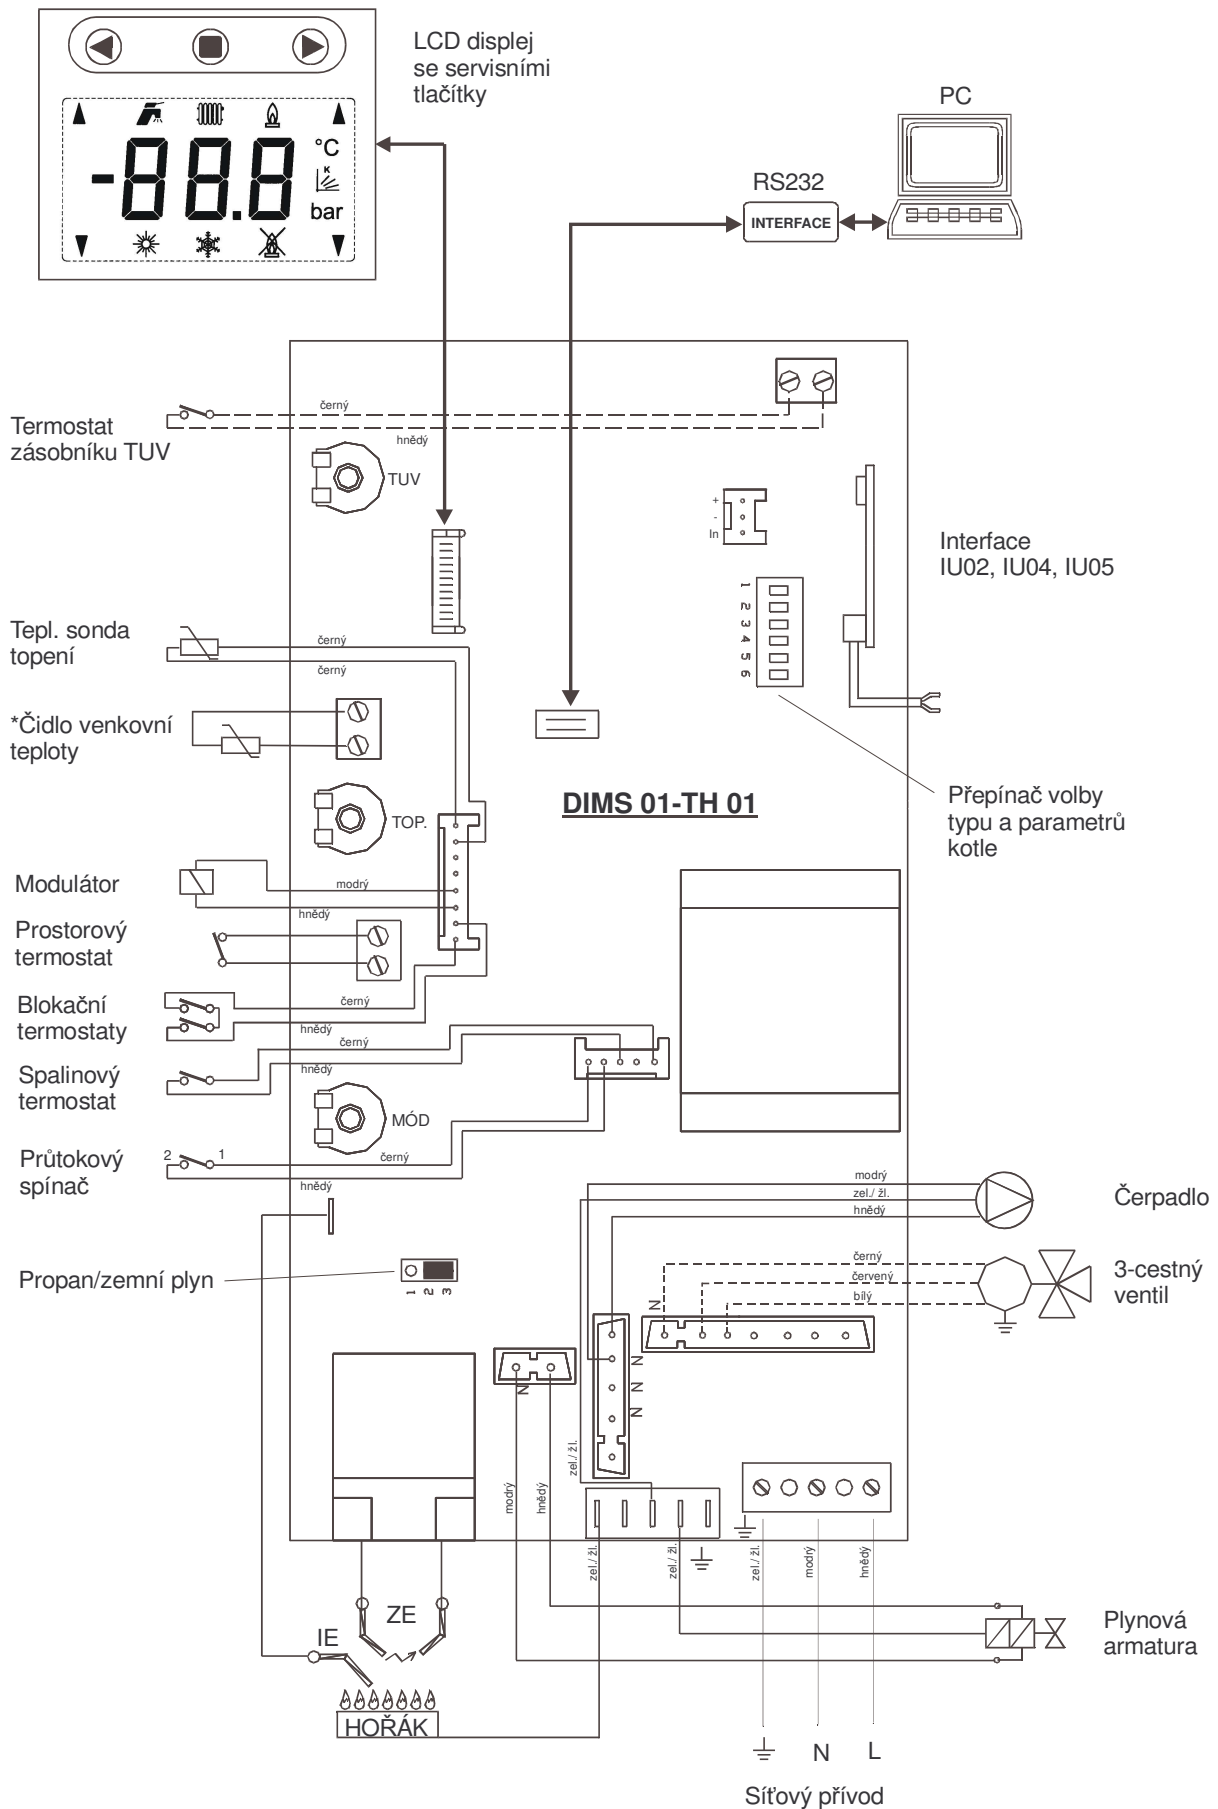 LCD displej
se servisními
tlačítky
-88.8
°C
K
bar
PC
RS232
INTERFACE
Termostat
zásobníku TUV
černý
hnědý
TUV
+
-
In
Interface
IU02, IU04, IU05
1
2
3
4
5
6
Tepl. sonda
topení
černý
černý
*Čidlo venkovní
teploty
DIMS 01-TH 01
Přepínač volby
typu a parametrů
kotle
TOP.
Modulátor
modrý
hnědý
Prostorový
termostat
Blokační
termostaty
černý
hnědý
Spalinový
termostat
černý
hnědý
MÓD
Průtokový
spínač
2
1
černý
hnědý
modrý
zel./ žl.
hnědý
Čerpadlo
Propan/zemní plyn
1
2
3
černý
červený
bílý
3-cestný
ventil
N
N
N
N
N
zel./ žl.
modrý
hnědý
zel./ žl.
zel./ žl.
zel./ žl.
modrý
hnědý
ZE
IE
HOŘÁK
Plynová
armatura
N
L
Síťový přívod